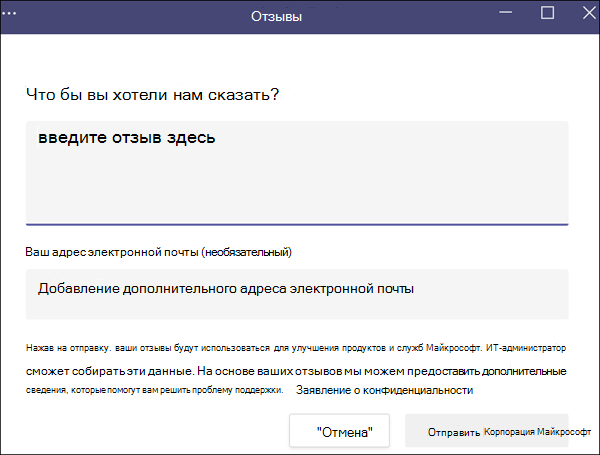 Отзывы
Что бы вы хотели нам сказать?
введите отзыв здесь
Ваш адрес электронной почты (необязательный)
Добавление дополнительного адреса электронной почты
Нажав на отправку. ваши отзывы будут использоваться для улучшения продуктов и служб Майкрософт. ИТ-администратор
сможет собирать эти данные. На основе ваших отзывов мы можем предоставить дополнительные
сведения, которые помогут вам решить проблему поддержки. Заявление о конфиденциальности
"Отмена" Отправить Корпорация Майкрософт